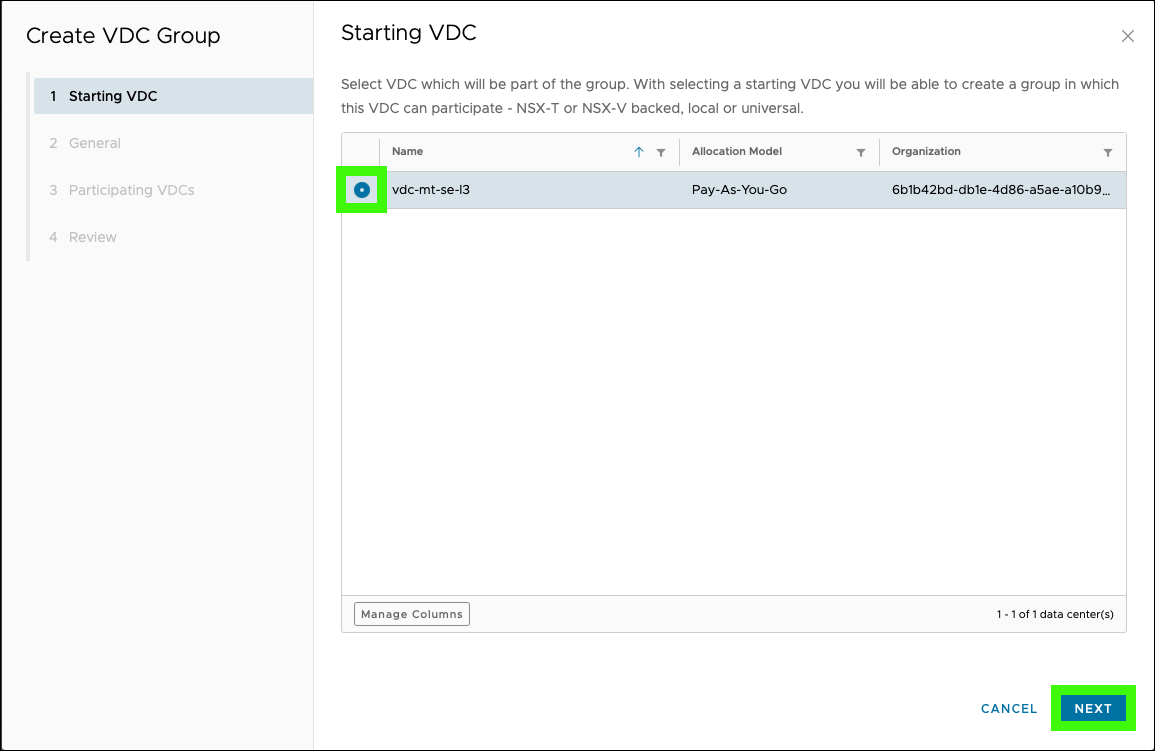 Create VDC Group
1 Starting VDC
2 General
3 Participating VDCs
4 Review
Starting VDC
Select VDC which will be part of the group. With selecting a starting VDC you will be able to create a group in which
this VDC can participate - NSX-T or NSX-V backed, local or universal.
Name Allocation Model Organization
vdc-mt-se-l3 Pay-As-You-Go 6b1b42bd-db1e-4d86-a5ae-a10b9...
Manage Columns 1 - 1 of 1 data center(s)
CANCEL NEXT